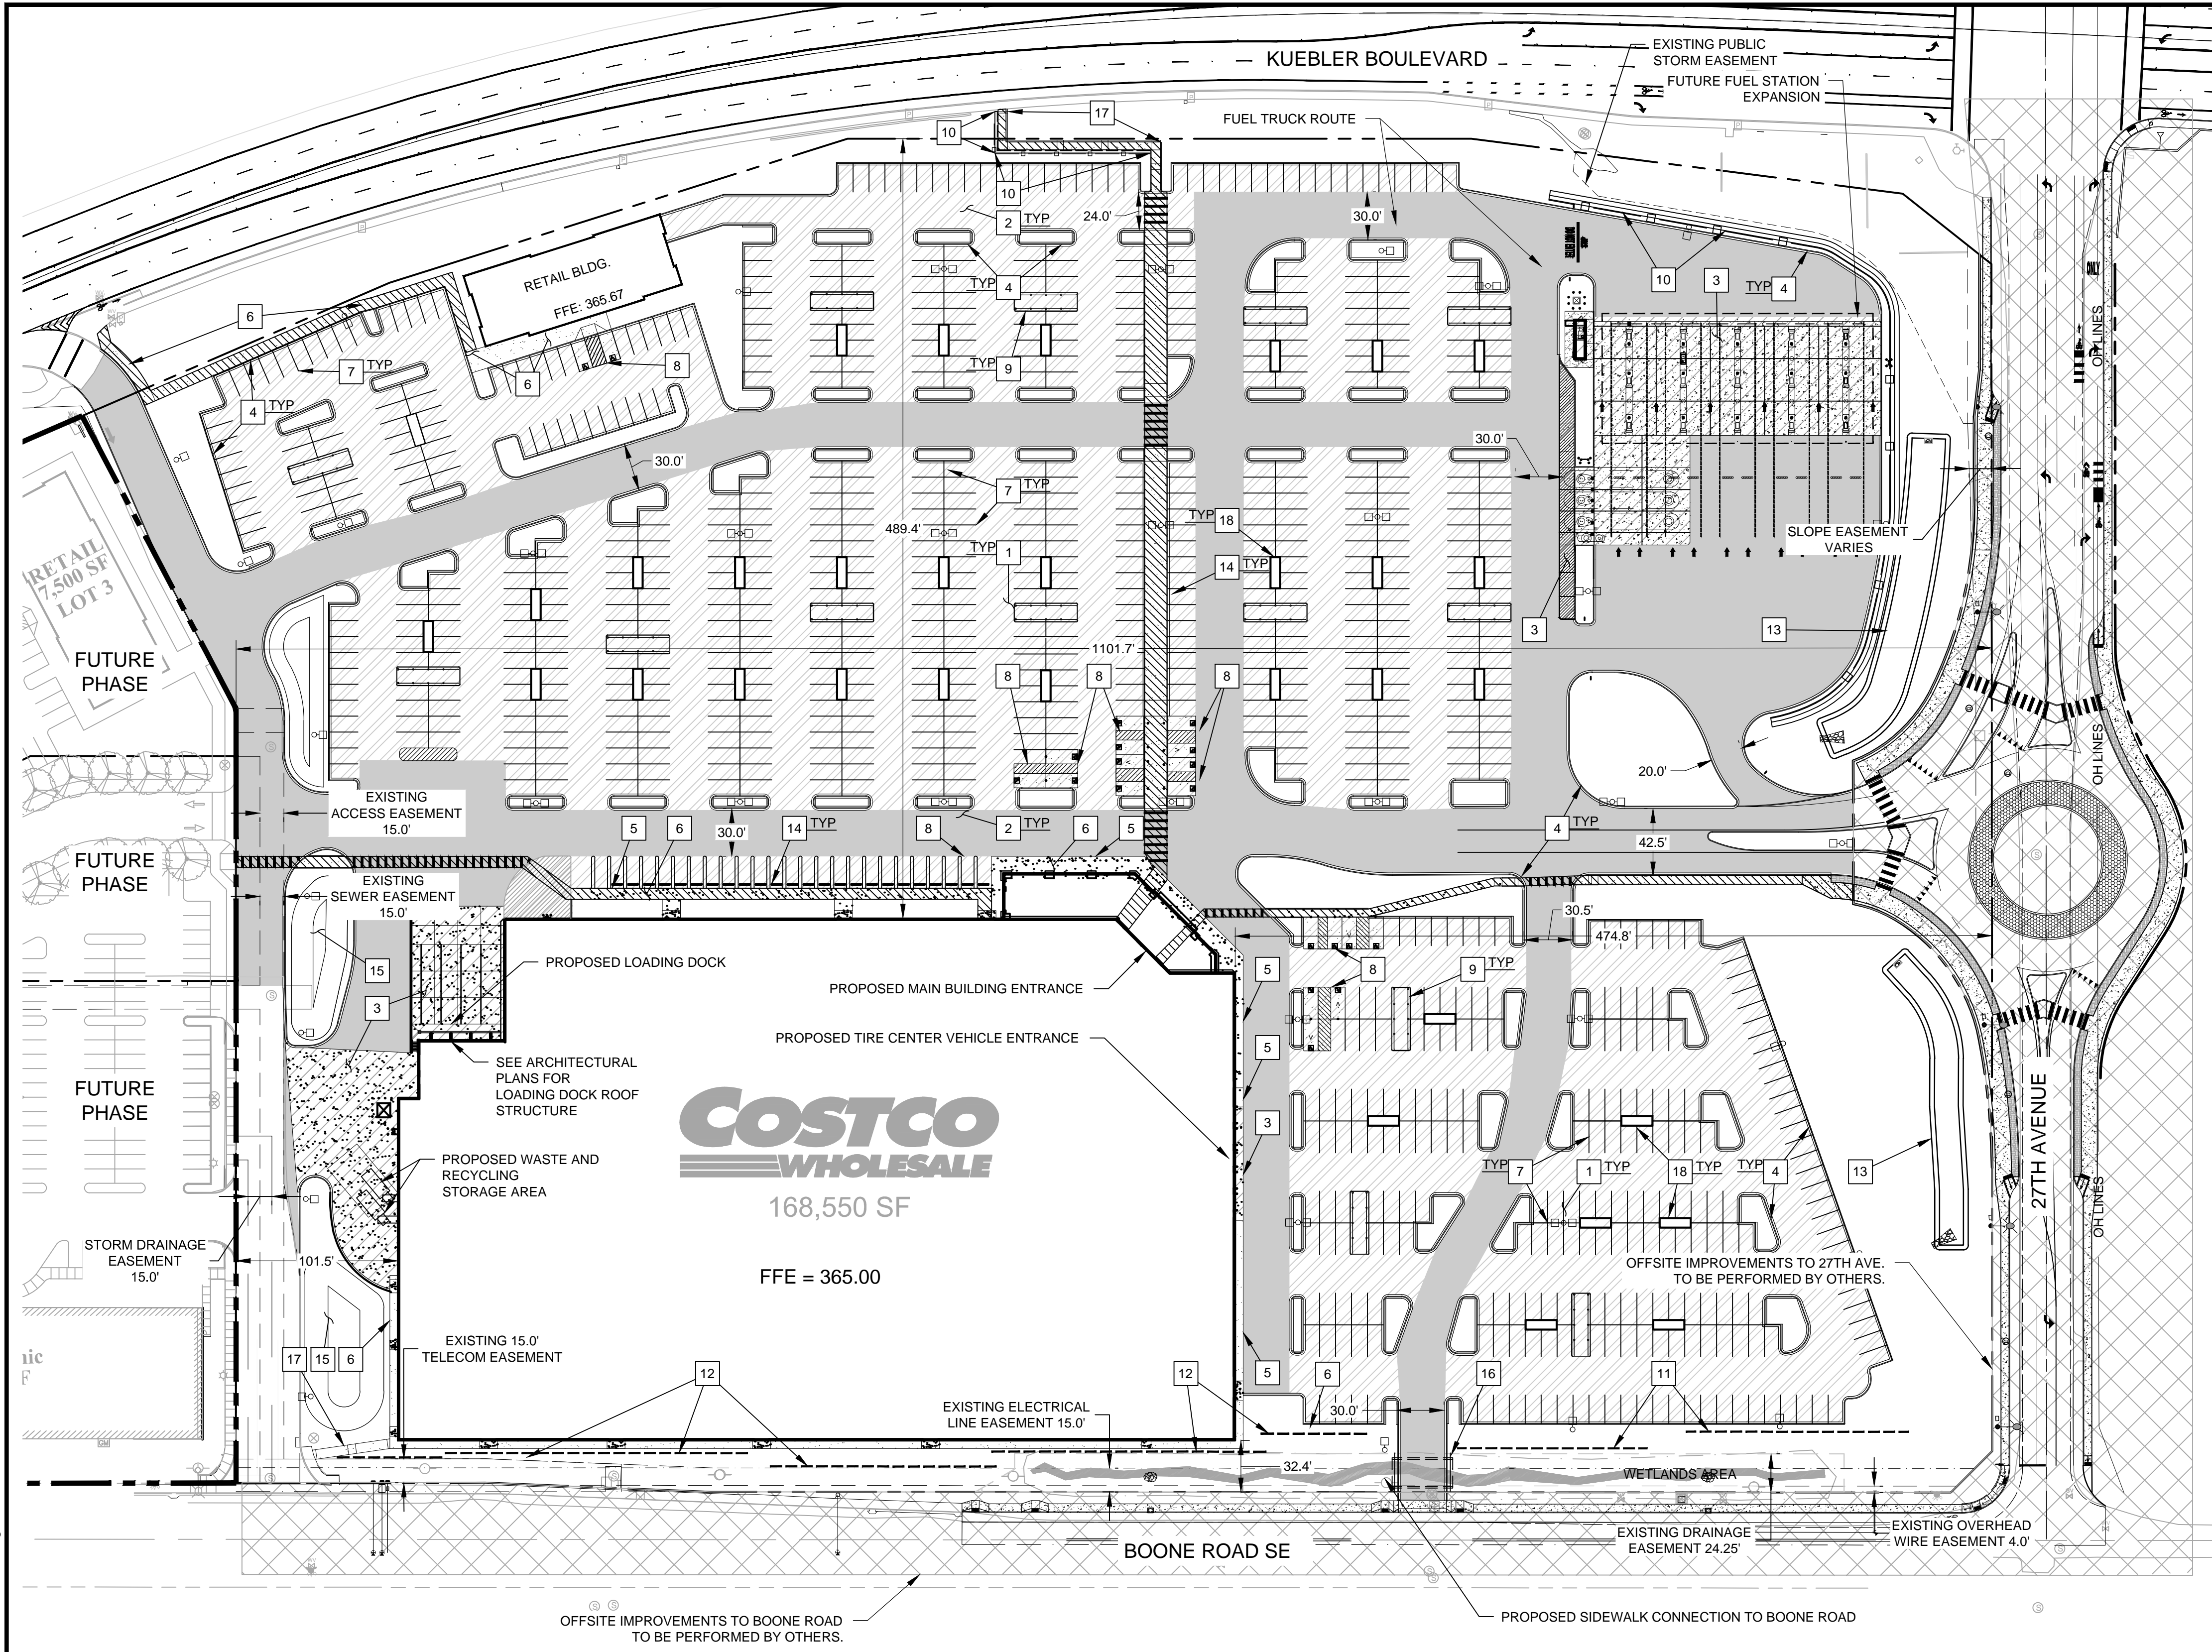 KUEBLER BOULEVARD
EXISTING PUBLIC
STORM EASEMENT
FUTURE FUEL STATION
EXPANSION
FUEL TRUCK ROUTE
17
10
10
2 TYP
24.0'
30.0'
10
3
TYP 4
ONLY
OH LINES
RETAIL BLDG.
FFE: 365.67
TYP 4
6
7 TYP
6
8
TYP 9
4 TYP
30.0'
30.0'
7 TYP
489.4'
TYP 18
TYP 1
14 TYP
SLOPE EASEMENT
VARIES
RETAIL
7,500 SF
LOT 3
3
13
FUTURE
PHASE
1101.7'
8
8
8
OH LINES
20.0'
EXISTING
ACCESS EASEMENT
15.0'
5
6
30.0'
14 TYP
8
2 TYP
6
5
4 TYP
42.5'
FUTURE
PHASE
EXISTING
SEWER EASEMENT
15.0'
30.5'
474.8'
15
3
PROPOSED LOADING DOCK
PROPOSED MAIN BUILDING ENTRANCE
5
8
9 TYP
PROPOSED TIRE CENTER VEHICLE ENTRANCE
5
SEE ARCHITECTURAL
PLANS FOR
LOADING DOCK ROOF
STRUCTURE
FUTURE
PHASE
COSTCO
WHOLESALE
168,550 SF
3
27TH AVENUE
PROPOSED WASTE AND
RECYCLING
STORAGE AREA
TYP 7
1 TYP
18 TYP
TYP 4
13
OH LINES
STORM DRAINAGE
EASEMENT
15.0'
101.5'
FFE = 365.00
OFFSITE IMPROVEMENTS TO 27TH AVE.
TO BE PERFORMED BY OTHERS.
EXISTING 15.0'
TELECOM EASEMENT
nic
F
17
15
6
12
12
5
6
16
11
EXISTING ELECTRICAL
LINE EASEMENT 15.0'
30.0'
32.4'
WETLANDS AREA
BOONE ROAD SE
EXISTING DRAINAGE
EASEMENT 24.25'
EXISTING OVERHEAD
WIRE EASEMENT 4.0'
OFFSITE IMPROVEMENTS TO BOONE ROAD
TO BE PERFORMED BY OTHERS.
PROPOSED SIDEWALK CONNECTION TO BOONE ROAD